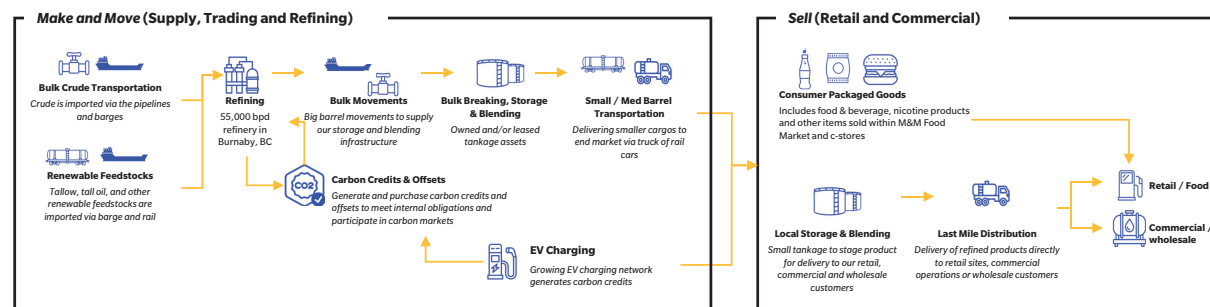 Make and Move (Supply, Trading and Refining)
Bulk Crude Transportation
Crude is imported via the pipelines
and barges
Renewable Feedstocks
Tallow, tall oil, and other
renewable feedstocks are
imported via barge and rail
Refining
55,000 bpd
refinery in
Burnaby, BC
Bulk Movements
Big barrel movements to supply
our storage and blending
infrastructure
Bulk Breaking, Storage
& Blending
Owned and/or leased
tankage assets
Small / Med Barrel
Transportation
Delivering smaller cargos to
end market via truck of rail
cars
CO2
Carbon Credits & Offsets
Generate and purchase carbon credits and
offsets to meet internal obligations and
participate in carbon markets
EV Charging
Growing EV charging network
generates carbon credits
Sell (Retail and Commercial)
Consumer Packaged Goods
Includes food & beverage, nicotine products
and other items sold within M&M Food
Market and c-stores
Local Storage & Blending
Small tankage to stage product
for delivery to our retail,
commercial and wholesale
customers
Last Mile Distribution
Delivery of refined products directly
to retail sites, commercial
operations or wholesale customers
Retail / Food
Commercial /
wholesale